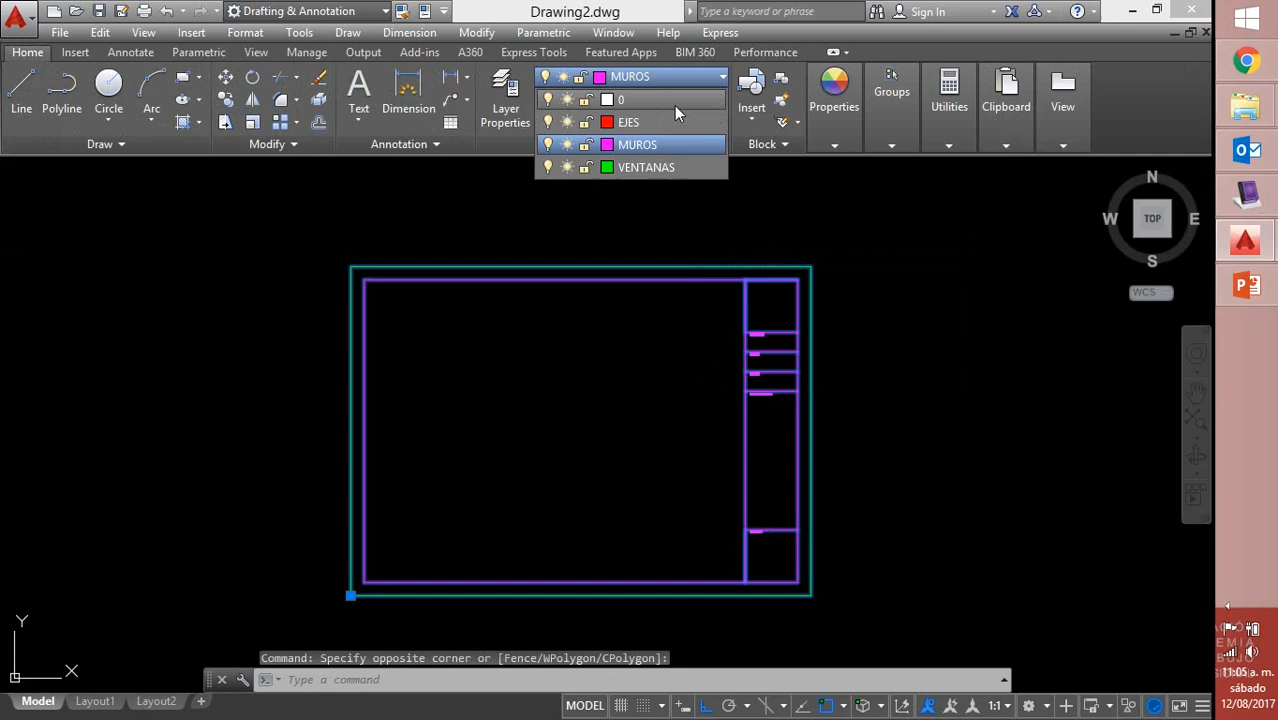 Drafting & Annotation
Drawing2.dwg
Type a keyword or phrase
Sign In
File Edit View Insert Format Tools Draw Dimension Modify Parametric Window Help Express
Home Insert Annotate Parametric View Manage Output Add-ins A360 Express Tools Featured Apps BIM 360 Performance
Line Polyline Circle Arc
Text Dimension
Layer Properties
MUROS
0
EJES
MUROS
VENTANAS
Insert
Properties
Groups
Utilities
Clipboard
View
Draw
Modify
Annotation
Block
N
W TOP E
S
WCS
Y
X
Command: Specify opposite corner or [Fence/WPolygon/CPolygon]:
Type a command
Model Layout1 Layout2 +
MODEL
1:1
11:05 a. m.
sábado
12/08/2017